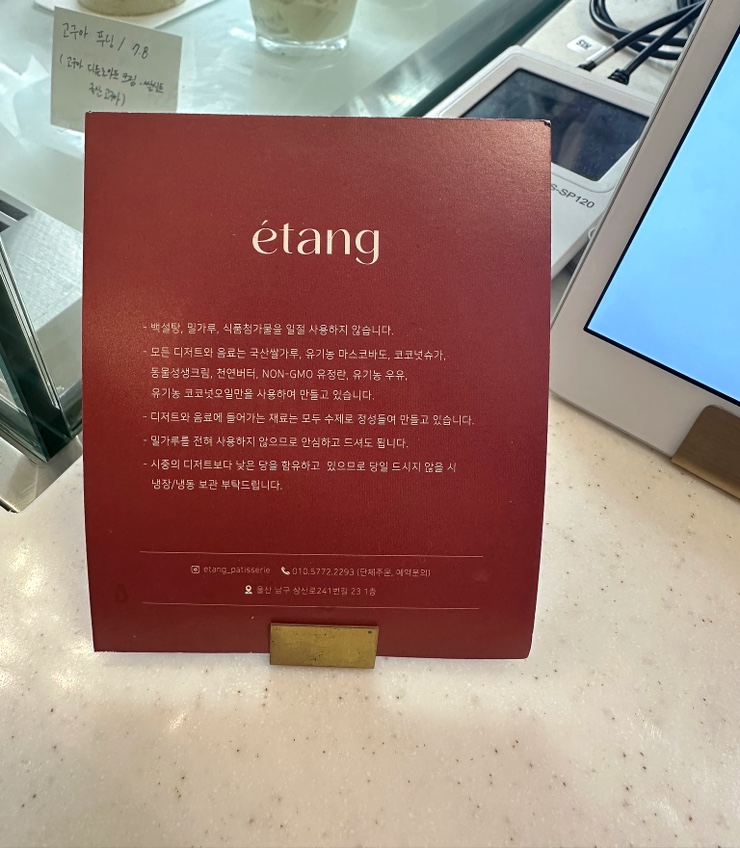 고구마 푸딩 / 7.8
étang
- 백설탕, 밀가루, 식품첨가물을 일절 사용하지 않습니다.
- 모든 디저트와 음료는 국산쌀가루, 유기농 마스코바도, 코코넛슈가,
동물성생크림, 천연버터, NON-GMO 유정란, 유기농 우유,
유기농 코코넛오일만을 사용하여 만들고 있습니다.
- 디저트와 음료에 들어가는 재료는 모두 수제로 정성들여 만들고 있습니다.
- 밀가루를 전혀 사용하지 않으므로 안심하고 드셔도 됩니다.
- 시중의 디저트보다 낮은 당을 함유하고 있으므로 당일 드시지 않을 시
냉장/냉동 보관 부탁드립니다.
etang_patisserie 010.5772.2293 (단체주문, 예약문의)
울산 남구 삼신로241번길 23 1층
S-SP120